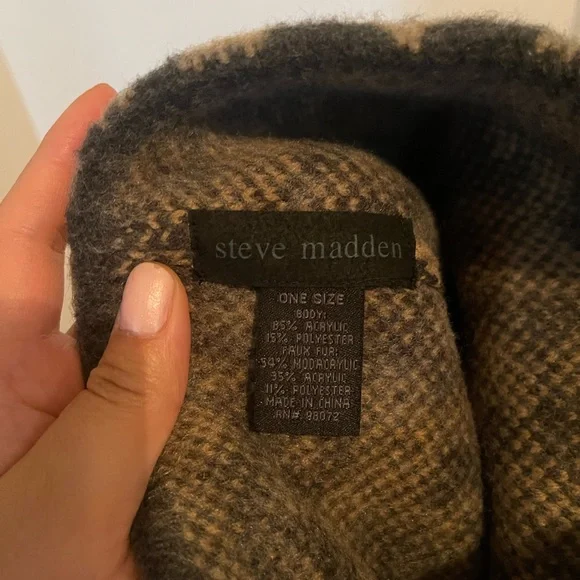 steve madden
ONE SIZE
BODY:
85% ACRYLIC
15% POLYESTER
FAUX FUR:
54% MODACRYLIC
35% ACRYLIC
11% POLYESTER
MADE IN CHINA
RN#: 98072